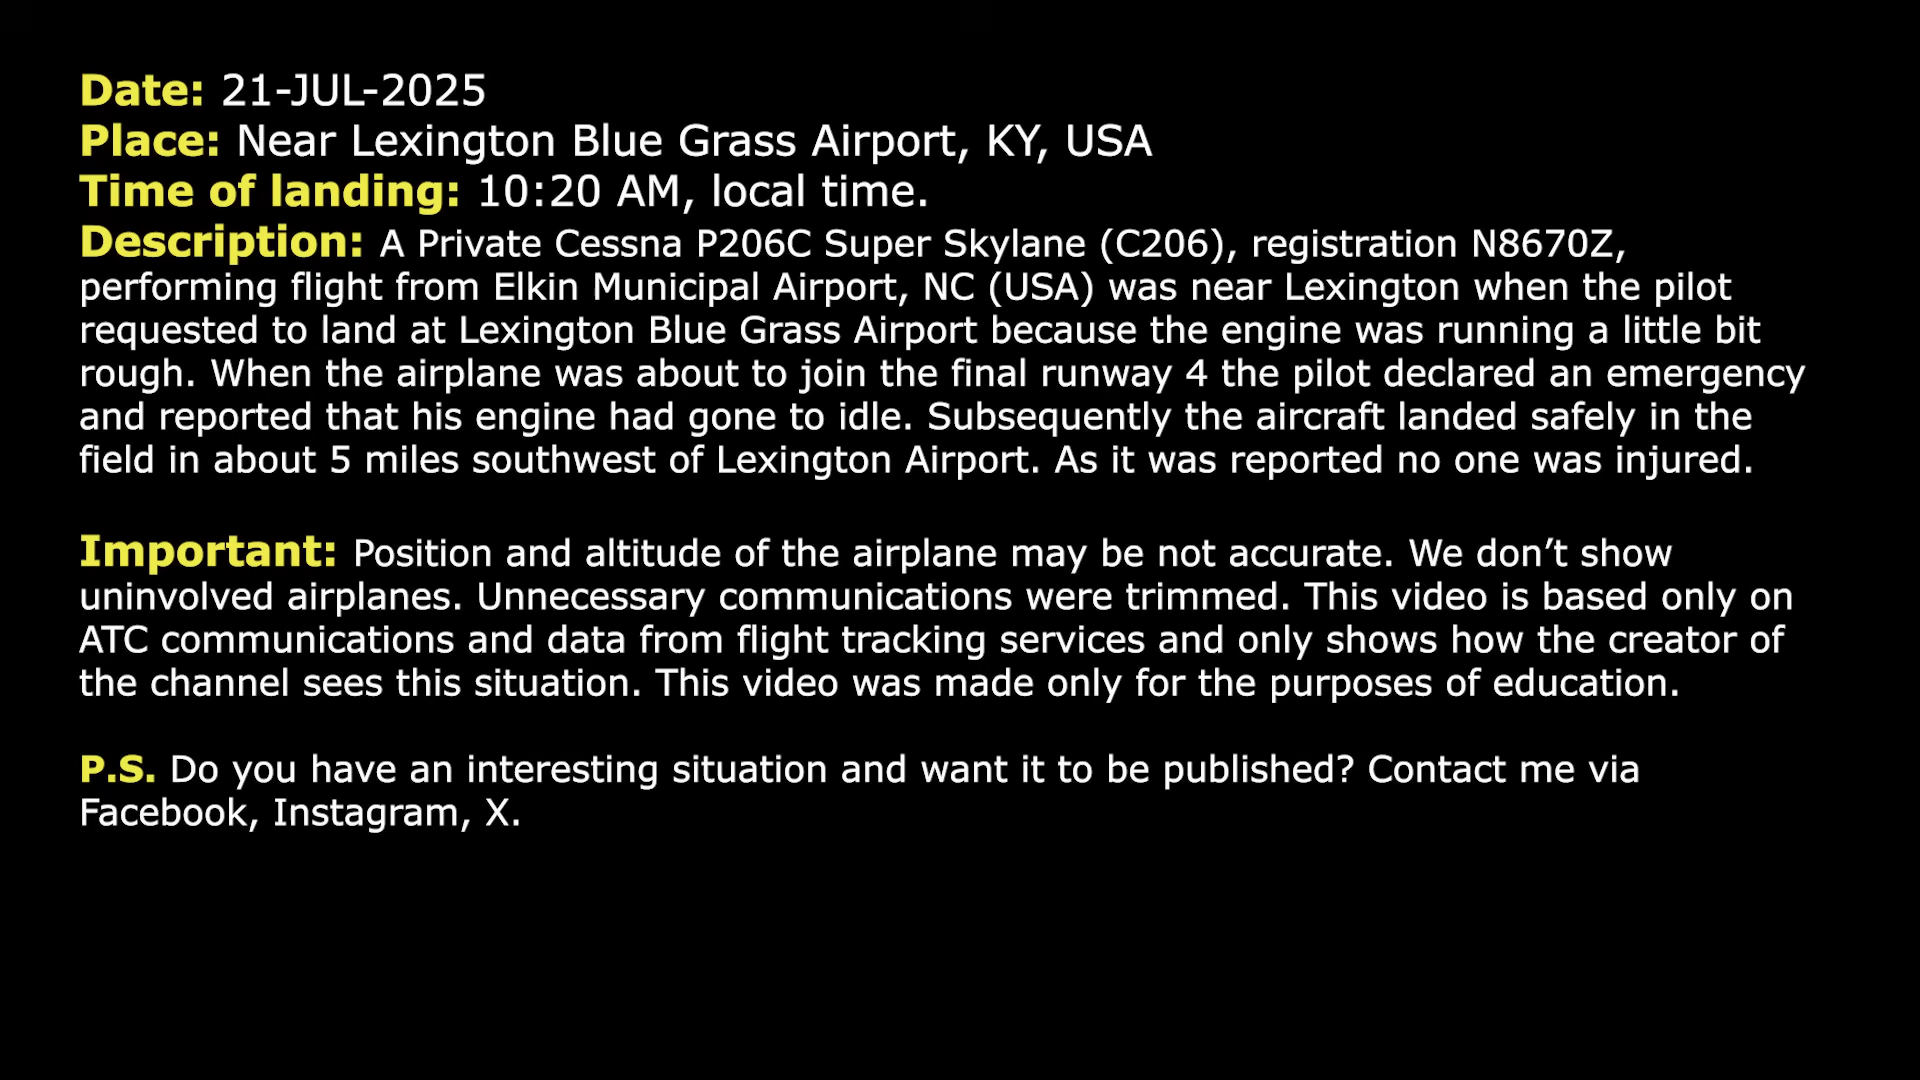 Date: 21-JUL-2025
Place: Near Lexington Blue Grass Airport, KY, USA
Time of landing: 10:20 AM, local time.
Description: A Private Cessna P206C Super Skylane (C206), registration N8670Z,
performing flight from Elkin Municipal Airport, NC (USA) was near Lexington when the pilot
requested to land at Lexington Blue Grass Airport because the engine was running a little bit
rough. When the airplane was about to join the final runway 4 the pilot declared an emergency
and reported that his engine had gone to idle. Subsequently the aircraft landed safely in the
field in about 5 miles southwest of Lexington Airport. As it was reported no one was injured.
Important: Position and altitude of the airplane may be not accurate. We don’t show
uninvolved airplanes. Unnecessary communications were trimmed. This video is based only on
ATC communications and data from flight tracking services and only shows how the creator of
the channel sees this situation. This video was made only for the purposes of education.
P.S. Do you have an interesting situation and want it to be published? Contact me via
Facebook, Instagram, X.